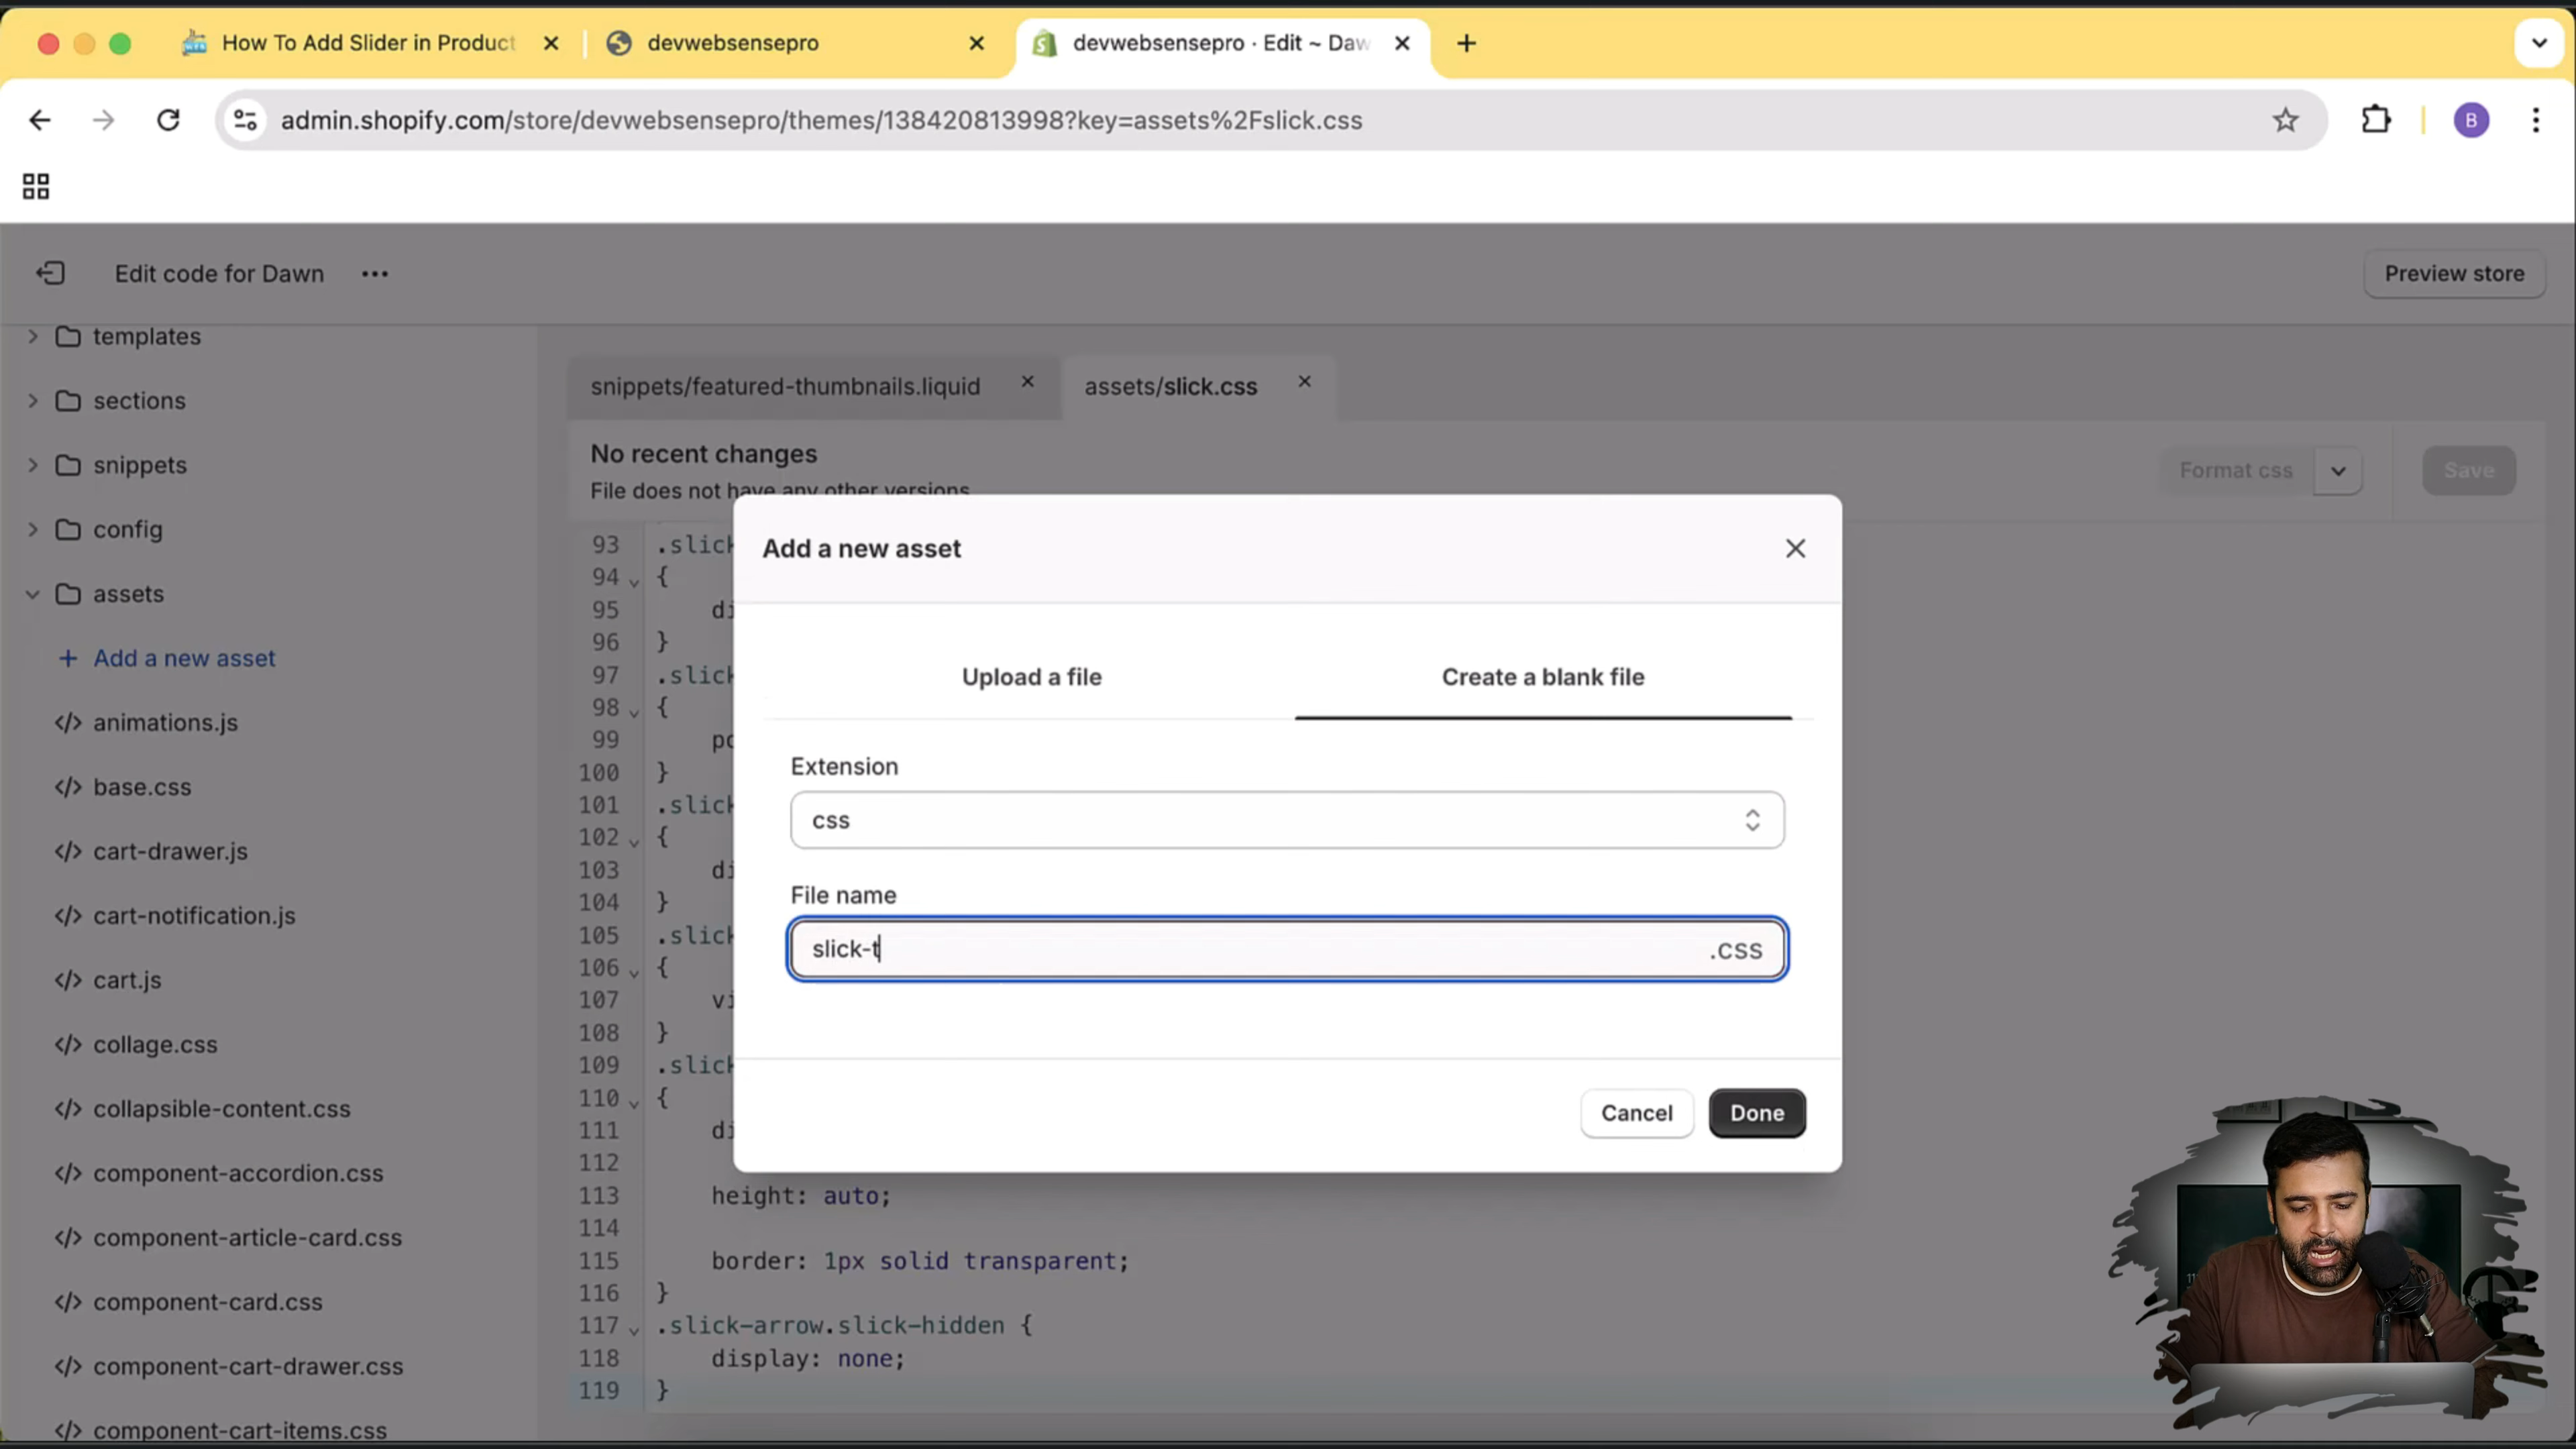 How To Add Slider in Product
devwebsensepro
devwebsensepro · Edit ~ Daw
admin.shopify.com/store/devwebsensepro/themes/138420813998?key=assets%2Fslick.css
B
Edit code for Dawn
Preview store
templates
sections
snippets
config
assets
Add a new asset
animations.js
base.css
cart-drawer.js
cart-notification.js
cart.js
collage.css
collapsible-content.css
component-accordion.css
component-article-card.css
component-card.css
component-cart-drawer.css
component-cart-items.css
snippets/featured-thumbnails.liquid
assets/slick.css
No recent changes
File does not have any other versions
Format css
Save
93 .slick
94 {
95 di
96 }
97 .slick
98 {
99 po
100 }
101 .slick
102 {
103 di
104 }
105 .slick
106 {
107 vi
108 }
109 .slick
110 {
111 di
112
113 height: auto;
114
115 border: 1px solid transparent;
116 }
117 .slick-arrow.slick-hidden {
118 display: none;
119 }
Add a new asset
Upload a file
Create a blank file
Extension
css
File name
slick-t
.css
Cancel
Done